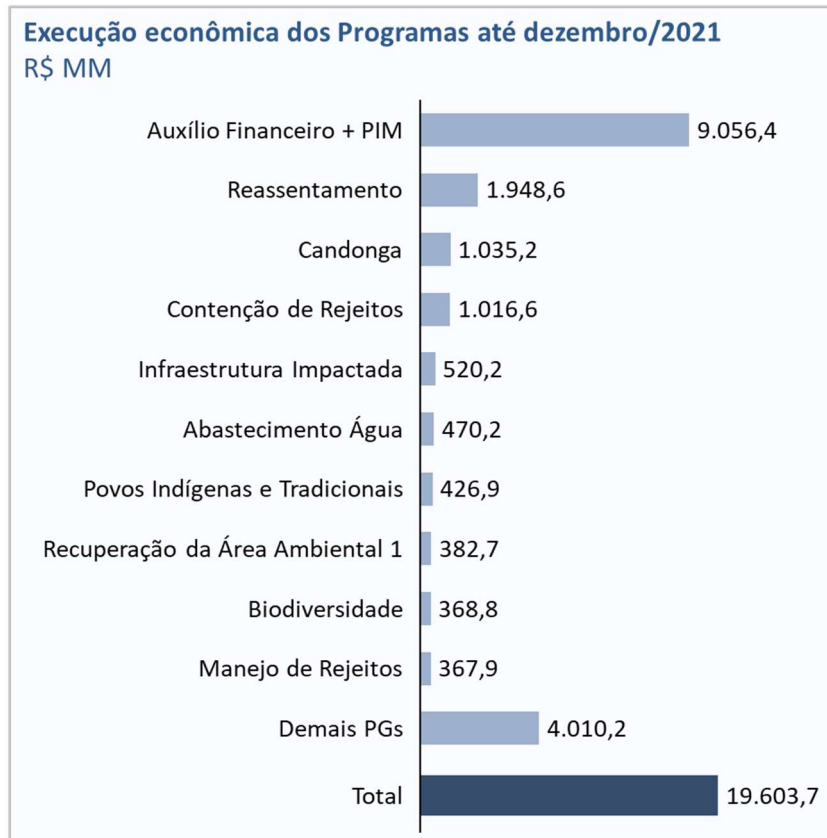 Execução econômica dos Programas até dezembro/2021
R$ MM
Auxílio Financeiro + PIM 9.056,4
Reassentamento 1.948,6
Candonga 1.035,2
Contenção de Rejeitos 1.016,6
Infraestrutura Impactada 520,2
Abastecimento Água 470,2
Povos Indígenas e Tradicionais 426,9
Recuperação da Área Ambiental 1 382,7
Biodiversidade 368,8
Manejo de Rejeitos 367,9
Demais PGs 4.010,2
Total 19.603,7